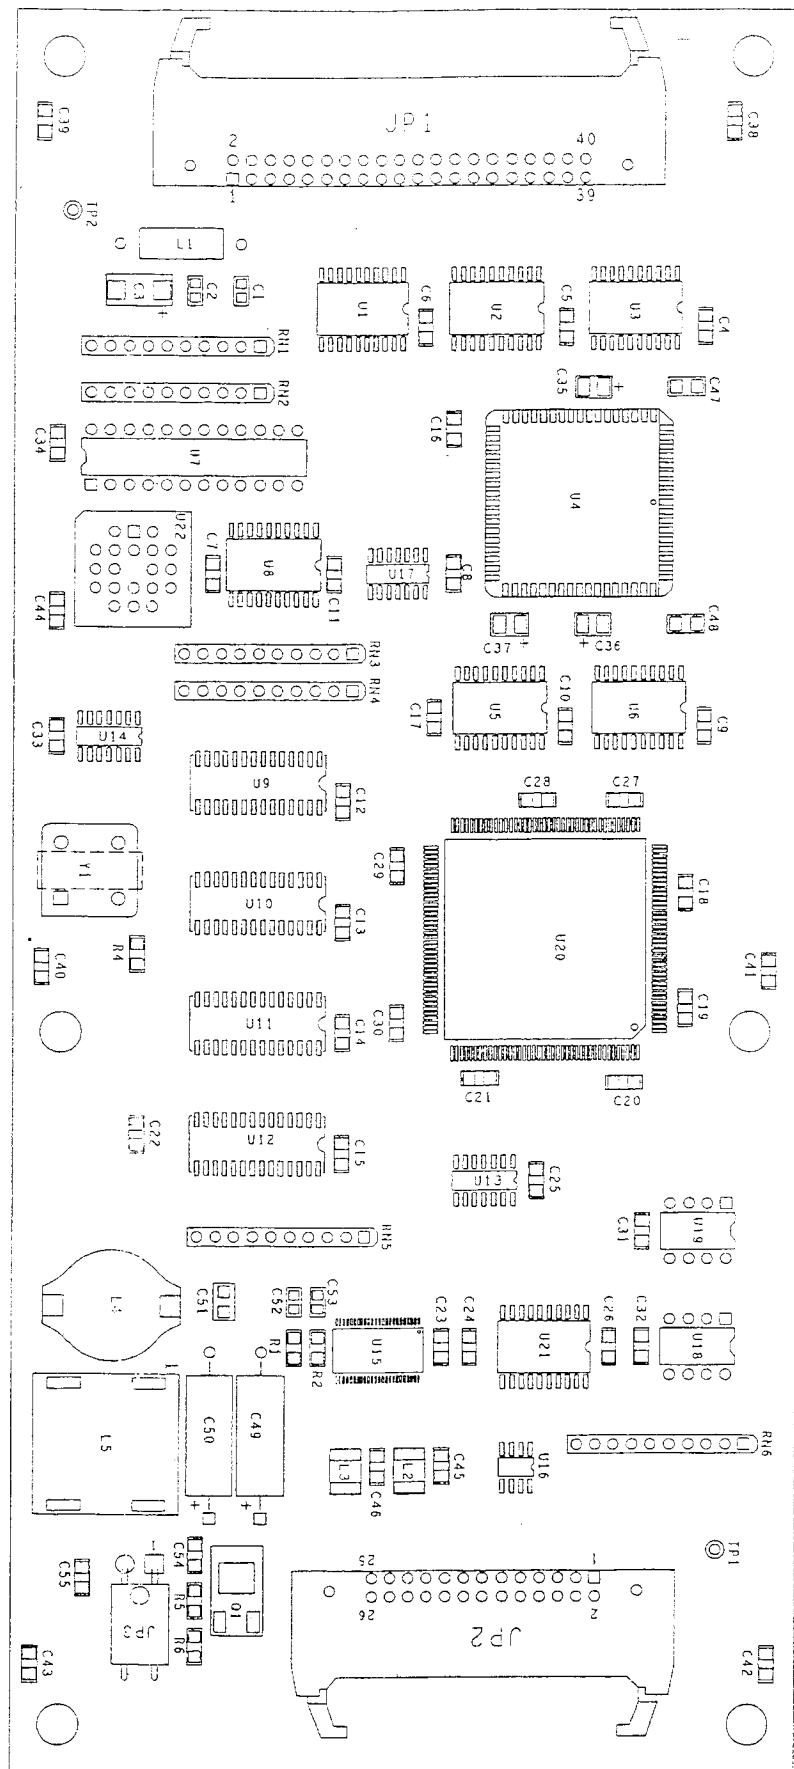 JP1
2
40
1
39
C39
C38
TP2
L1
C3
+
C2
C1
U1
C6
U2
C5
U3
C4
RN1
RN2
C35
+
C47
C34
U7
C16
U4
U22
C7
U8
C11
U17
C8
C44
C37
+
+
C36
C48
RN3
RN4
C33
U14
C17
U5
C10
U6
C9
U9
C12
C28
C27
Y1
C29
U10
C13
U20
C18
R4
C40
C41
U11
C14
C30
C19
C21
C20
C22
U12
C15
U13
C25
C31
U19
RN5
L4
C51
C52
C53
R1
R2
U15
C23
C24
U21
C26
C32
U18
L5
C50
C49
+
+
L3
C46
L2
C45
U16
RN6
TP1
C54
C55
R5
R6
Q1
JP3
25
1
26
2
JP2
C43
C42